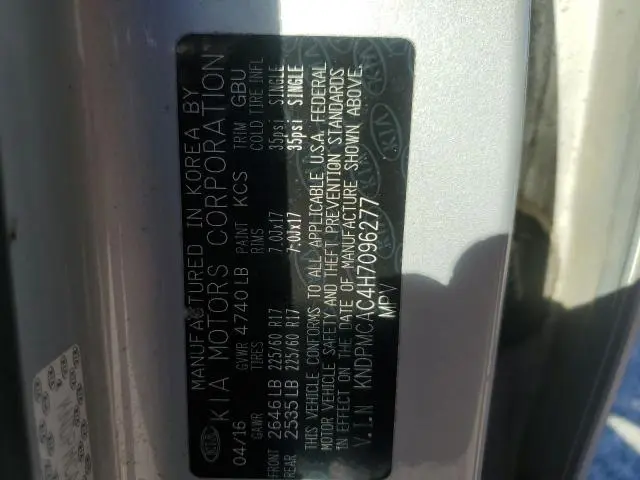 MANUFACTURED IN KOREA BY
KIA MOTORS CORPORATION
04/16 GVWR 4740LB PAINT KCS TRIM GBU
GAWR TIRES RIMS COLD TIRE INFL
FRONT 2646LB 225/60 R17 7.0Jx17 35psi SINGLE
REAR 2535LB 225/60 R17 7.0Jx17 35psi SINGLE
THIS VEHICLE CONFORMS TO ALL APPLICABLE U.S.A. FEDERAL
MOTOR VEHICLE SAFETY AND THEFT PREVENTION STANDARDS
IN EFFECT ON THE DATE OF MANUFACTURE SHOWN ABOVE.
V.I.N KNDPMCAC4H7096277
MPV
KIA